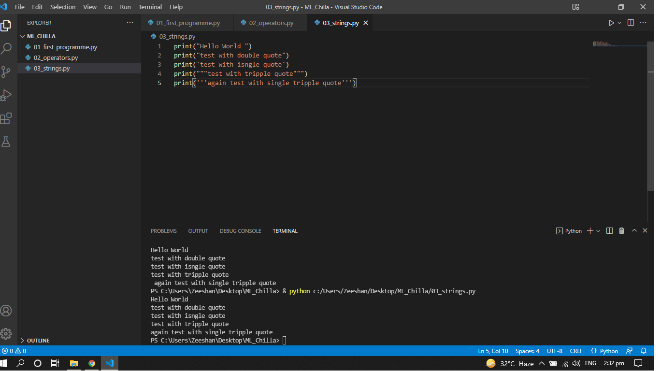 File Edit Selection View Go Run Terminal Help 03_strings.py - ML_Chilla - Visual Studio Code
EXPLORER ··· 01_first_programme.py 02_operators.py 03_strings.py ×
ML_CHILLA 03_strings.py
01_first_programme.py
02_operators.py
03_strings.py
1 print("Hello World ")
2 print("test with double quote")
3 print('test with isngle quote')
4 print("""test with tripple quote""")
5 print('''again test with single tripple quote''')
PROBLEMS OUTPUT DEBUG CONSOLE TERMINAL Python
Hello World
test with double quote
test with isngle quote
test with tripple quote
again test with single tripple quote
PS C:\Users\Zeeshan\Desktop\ML_Chilla> & python c:/Users/Zeeshan/Desktop/ML_Chilla/03_strings.py
Hello World
test with double quote
test with isngle quote
test with tripple quote
again test with single tripple quote
PS C:\Users\Zeeshan\Desktop\ML_Chilla>
OUTLINE
0 0 Ln 5, Col 10 Spaces: 4 UTF-8 CRLF Python
32°C Haze ENG 2:32 pm